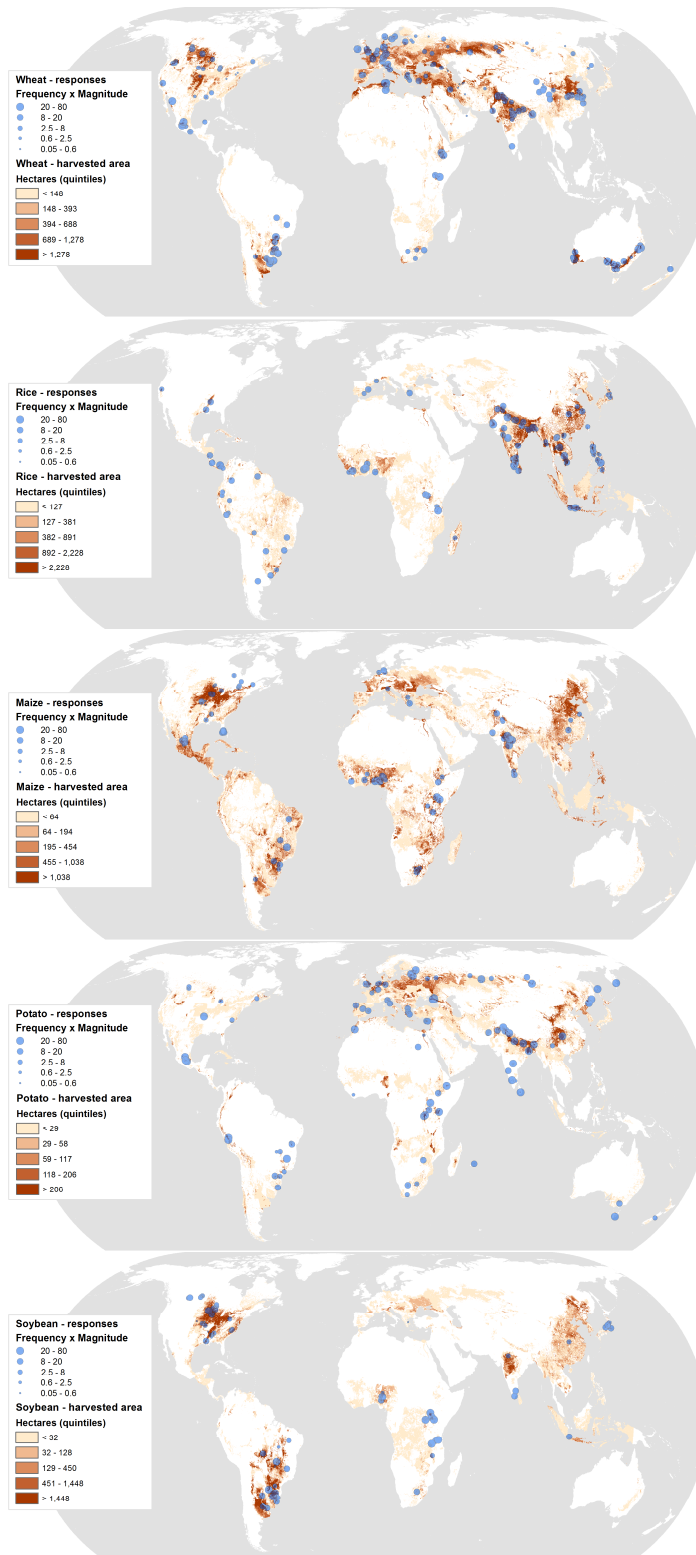 Wheat - responses
Frequency x Magnitude
20 - 80
8 - 20
2.5 - 8
0.6 - 2.5
0.05 - 0.6
Wheat - harvested area
Hectares (quintiles)
< 148
148 - 393
394 - 688
689 - 1,278
> 1,278
Rice - responses
Frequency x Magnitude
20 - 80
8 - 20
2.5 - 8
0.6 - 2.5
0.05 - 0.6
Rice - harvested area
Hectares (quintiles)
< 127
127 - 381
382 - 891
892 - 2,228
> 2,228
Maize - responses
Frequency x Magnitude
20 - 80
8 - 20
2.5 - 8
0.6 - 2.5
0.05 - 0.6
Maize - harvested area
Hectares (quintiles)
< 64
64 - 194
195 - 454
455 - 1,038
> 1,038
Potato - responses
Frequency x Magnitude
20 - 80
8 - 20
2.5 - 8
0.6 - 2.5
0.05 - 0.6
Potato - harvested area
Hectares (quintiles)
< 29
29 - 58
59 - 117
118 - 206
> 206
Soybean - responses
Frequency x Magnitude
20 - 80
8 - 20
2.5 - 8
0.6 - 2.5
0.05 - 0.6
Soybean - harvested area
Hectares (quintiles)
< 32
32 - 128
129 - 450
451 - 1,448
> 1,448